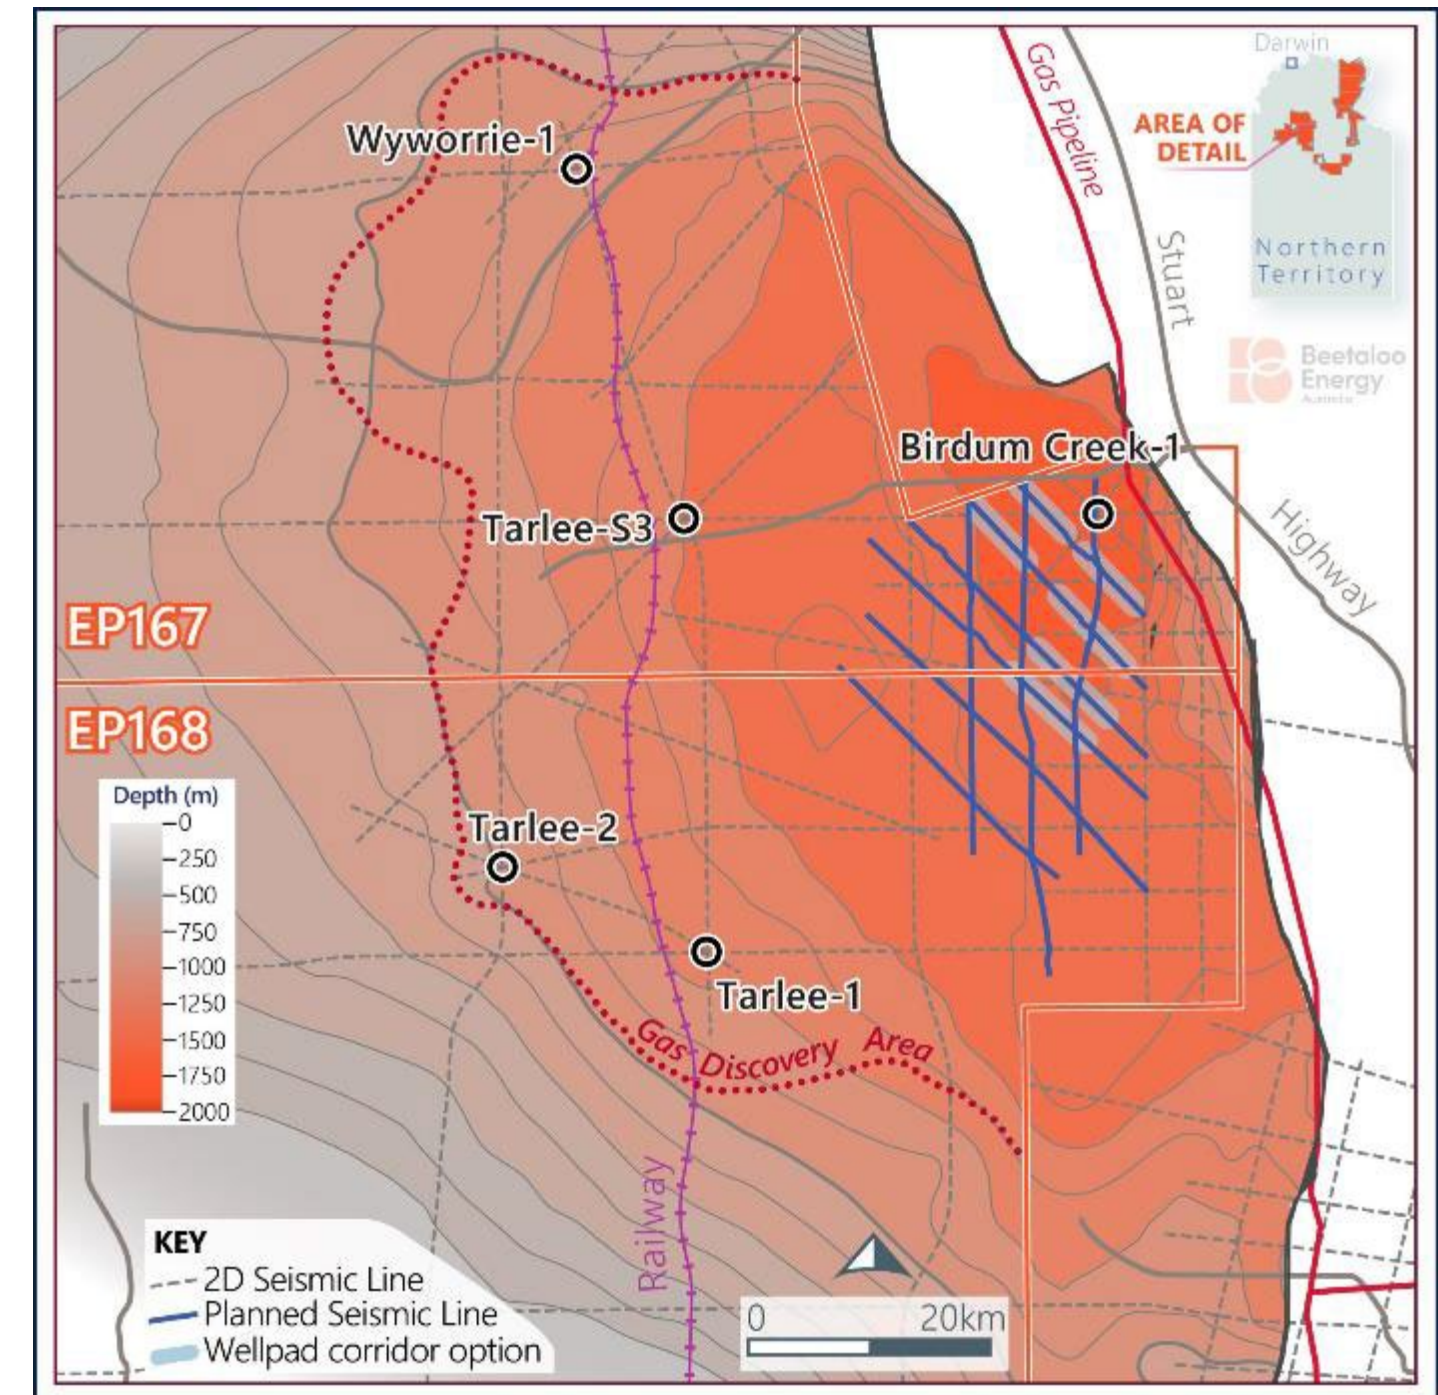 Darwin
AREA OF
DETAIL
Northern
Territory
Gas Pipeline
Stuart
Highway
Beetaloo
Energy
Australia
Wyworrie-1
Birdum Creek-1
Tarlee-S3
EP167
EP168
Tarlee-2
Tarlee-1
Gas Discovery Area
Railway
Depth (m)
0
250
500
750
1000
1250
1500
1750
2000
KEY
2D Seismic Line
Planned Seismic Line
Wellpad corridor option
0 20km